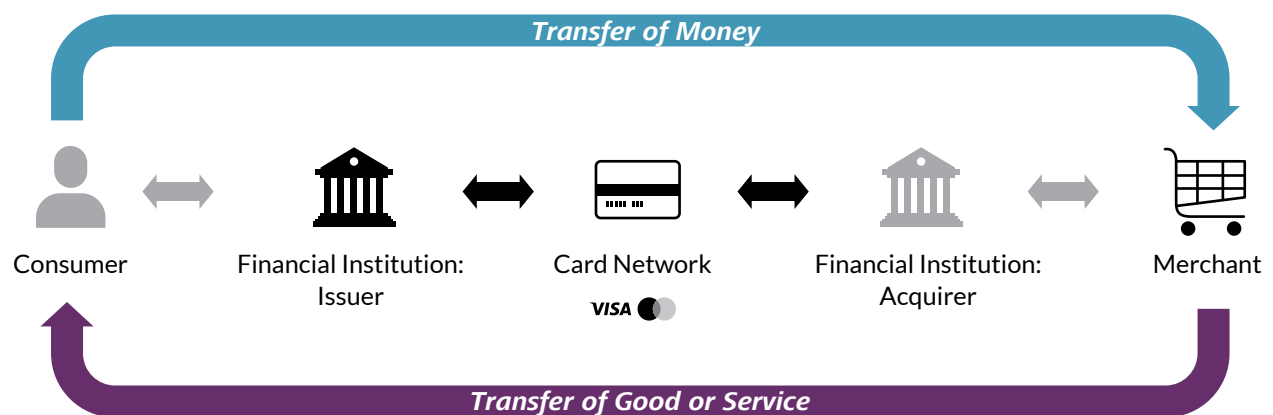 Transfer of Money
Consumer
Financial Institution:
Issuer
Card Network
VISA
Financial Institution:
Acquirer
Merchant
Transfer of Good or Service